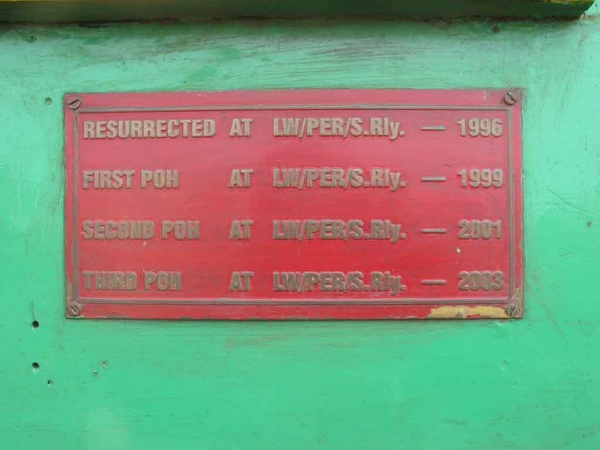 RESURRECTED AT LW/PER/S.Rly. — 1996
FIRST POH AT LW/PER/S.Rly. — 1999
SECOND POH AT LW/PER/S.Rly. — 2001
THIRD POH AT LW/PER/S.Rly. — 2003